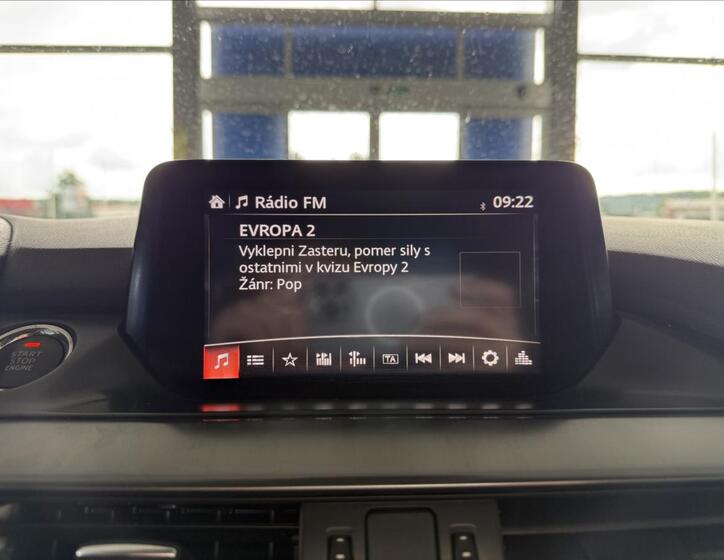 Rádio FM
09:22
EVROPA 2
Vyklepni Zasteru, pomer sily s
ostatnimi v kvizu Evropy 2
Žánr: Pop
TA
START
STOP
ENGINE